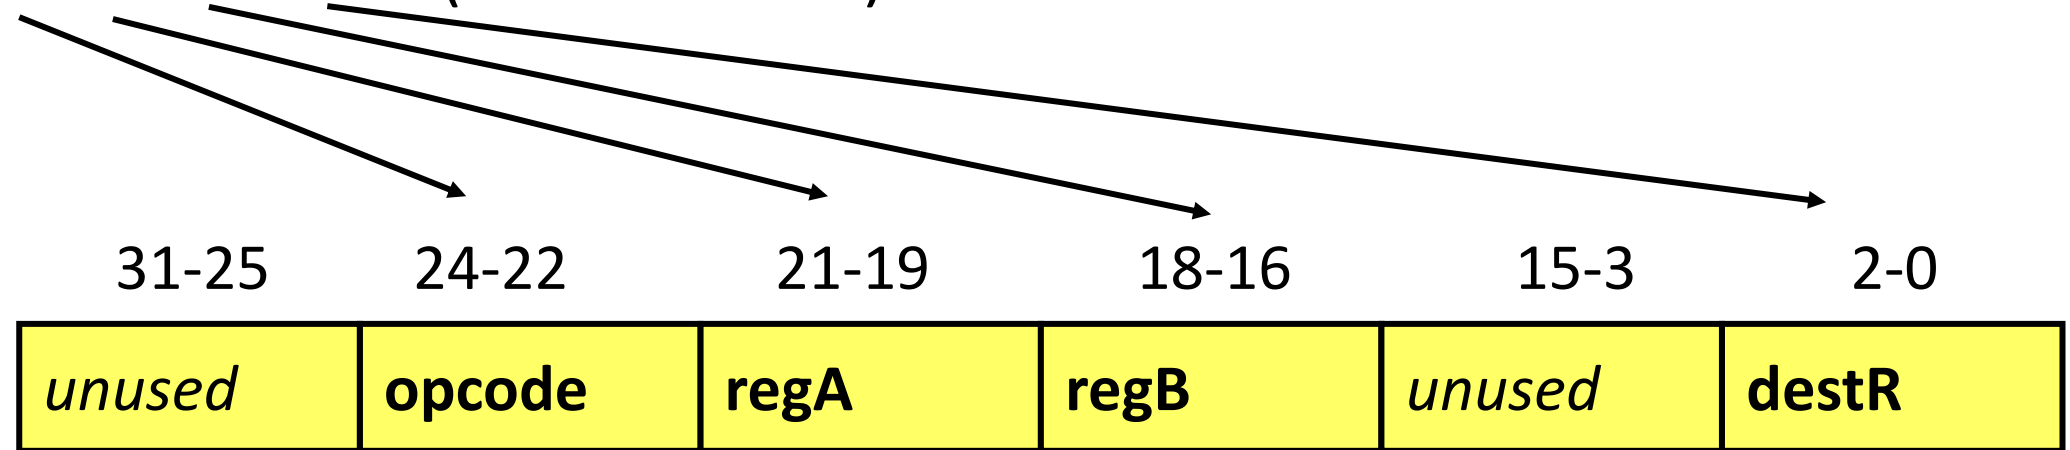 31-25 24-22 21-19 18-16 15-3 2-0
unused opcode regA regB unused destR